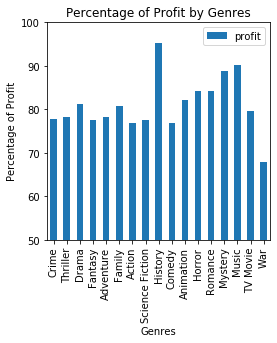 Percentage of Profit by Genres
profit
Percentage of Profit
100
90
80
70
60
50
Crime
Thriller
Drama
Fantasy
Adventure
Family
Action
Science Fiction
History
Comedy
Animation
Horror
Romance
Mystery
Music
TV Movie
War
Genres